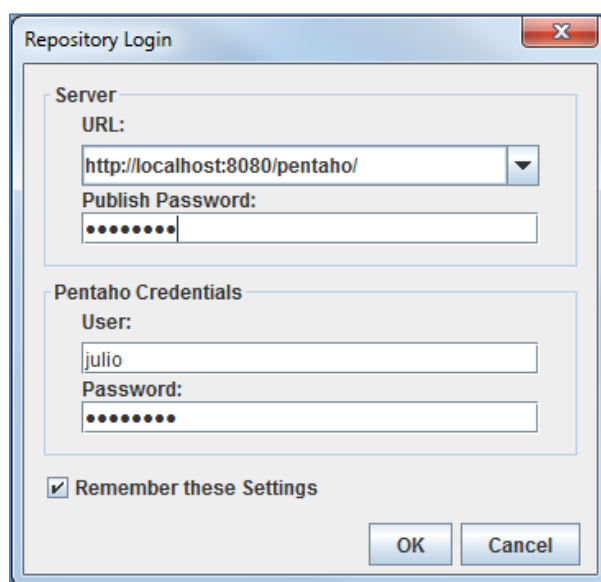 Repository Login
Server
URL:
http://localhost:8080/pentaho/
Publish Password:
●●●●●●●●
Pentaho Credentials
User:
julio
Password:
●●●●●●●●
Remember these Settings
OK Cancel